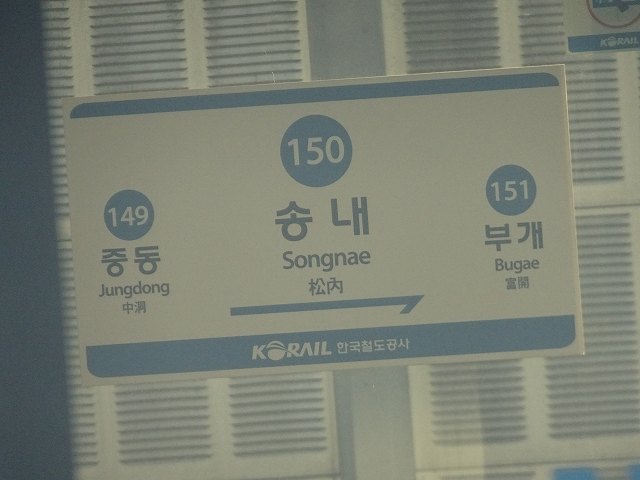 150
송내
Songnae
松內
149
중동
Jungdong
中洞
151
부개
Bugae
富開
KORAIL 한국철도공사
KORAIL